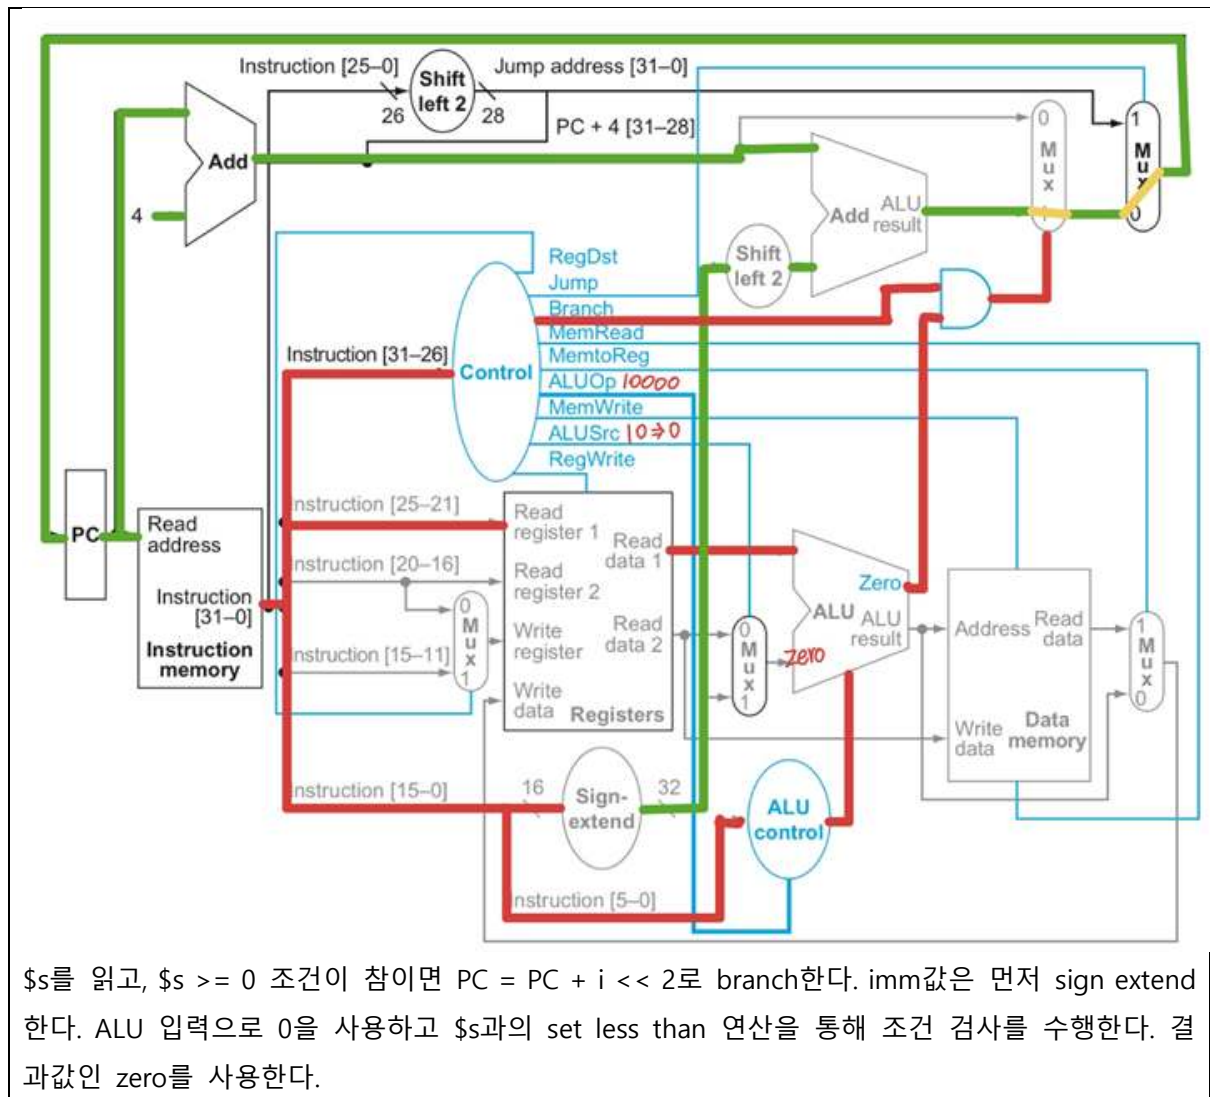 Instruction [25–0]
Shift
left 2
Jump address [31–0]
26
28
PC + 4 [31–28]
0
M
u
x
1
1
M
u
x
0
Add
4
Add
ALU
result
Shift
left 2
RegDst
Jump
Branch
MemRead
MemtoReg
ALUOp 10000
MemWrite
ALUSrc 10⇒0
RegWrite
Instruction [31–26]
Control
PC
Read
address
Instruction
[31–0]
Instruction
memory
Instruction [25–21]
Instruction [20–16]
Instruction [15–11]
0
M
u
x
1
Read
register 1
Read
register 2
Write
register
Write
data
Read
data 1
Read
data 2
Registers
0
M
u
x
1
zero
Zero
ALU
ALU
result
Address
Read
data
Write
data
Data
memory
1
M
u
x
0
Instruction [15–0]
16
Sign-
extend
32
ALU
control
Instruction [5–0]
$s를 읽고, $s >= 0 조건이 참이면 PC = PC + i << 2로 branch한다. imm값은 먼저 sign extend
한다. ALU 입력으로 0을 사용하고 $s과의 set less than 연산을 통해 조건 검사를 수행한다. 결
과값인 zero를 사용한다.